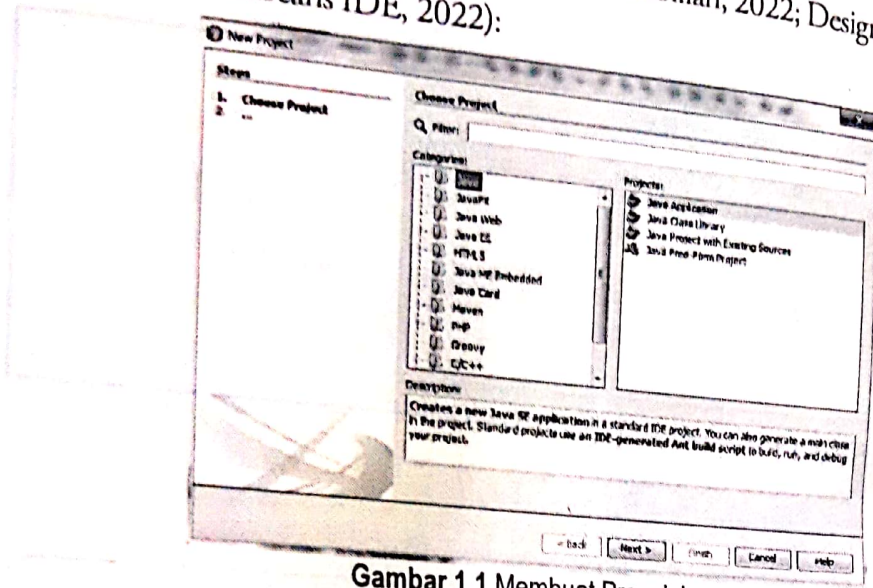 2022; Design
IDE, 2022):
New Project
Steps
1. Choose Project
2. ...
Choose Project
Filter:
Categories:
Java
JavaFX
Java Web
Java EE
HTML5
Java ME Embedded
Java Card
Maven
PHP
Groovy
C/C++
Projects:
Java Application
Java Class Library
Java Project with Existing Sources
Java Free-Form Project
Description:
Creates a new Java SE application in a standard IDE project. You can also generate a main class
in the project. Standard projects use an IDE-generated Ant build script to build, run, and debug
your project.
< Back
Next >
Finish
Cancel
Help
Gambar 1.1 Membuat